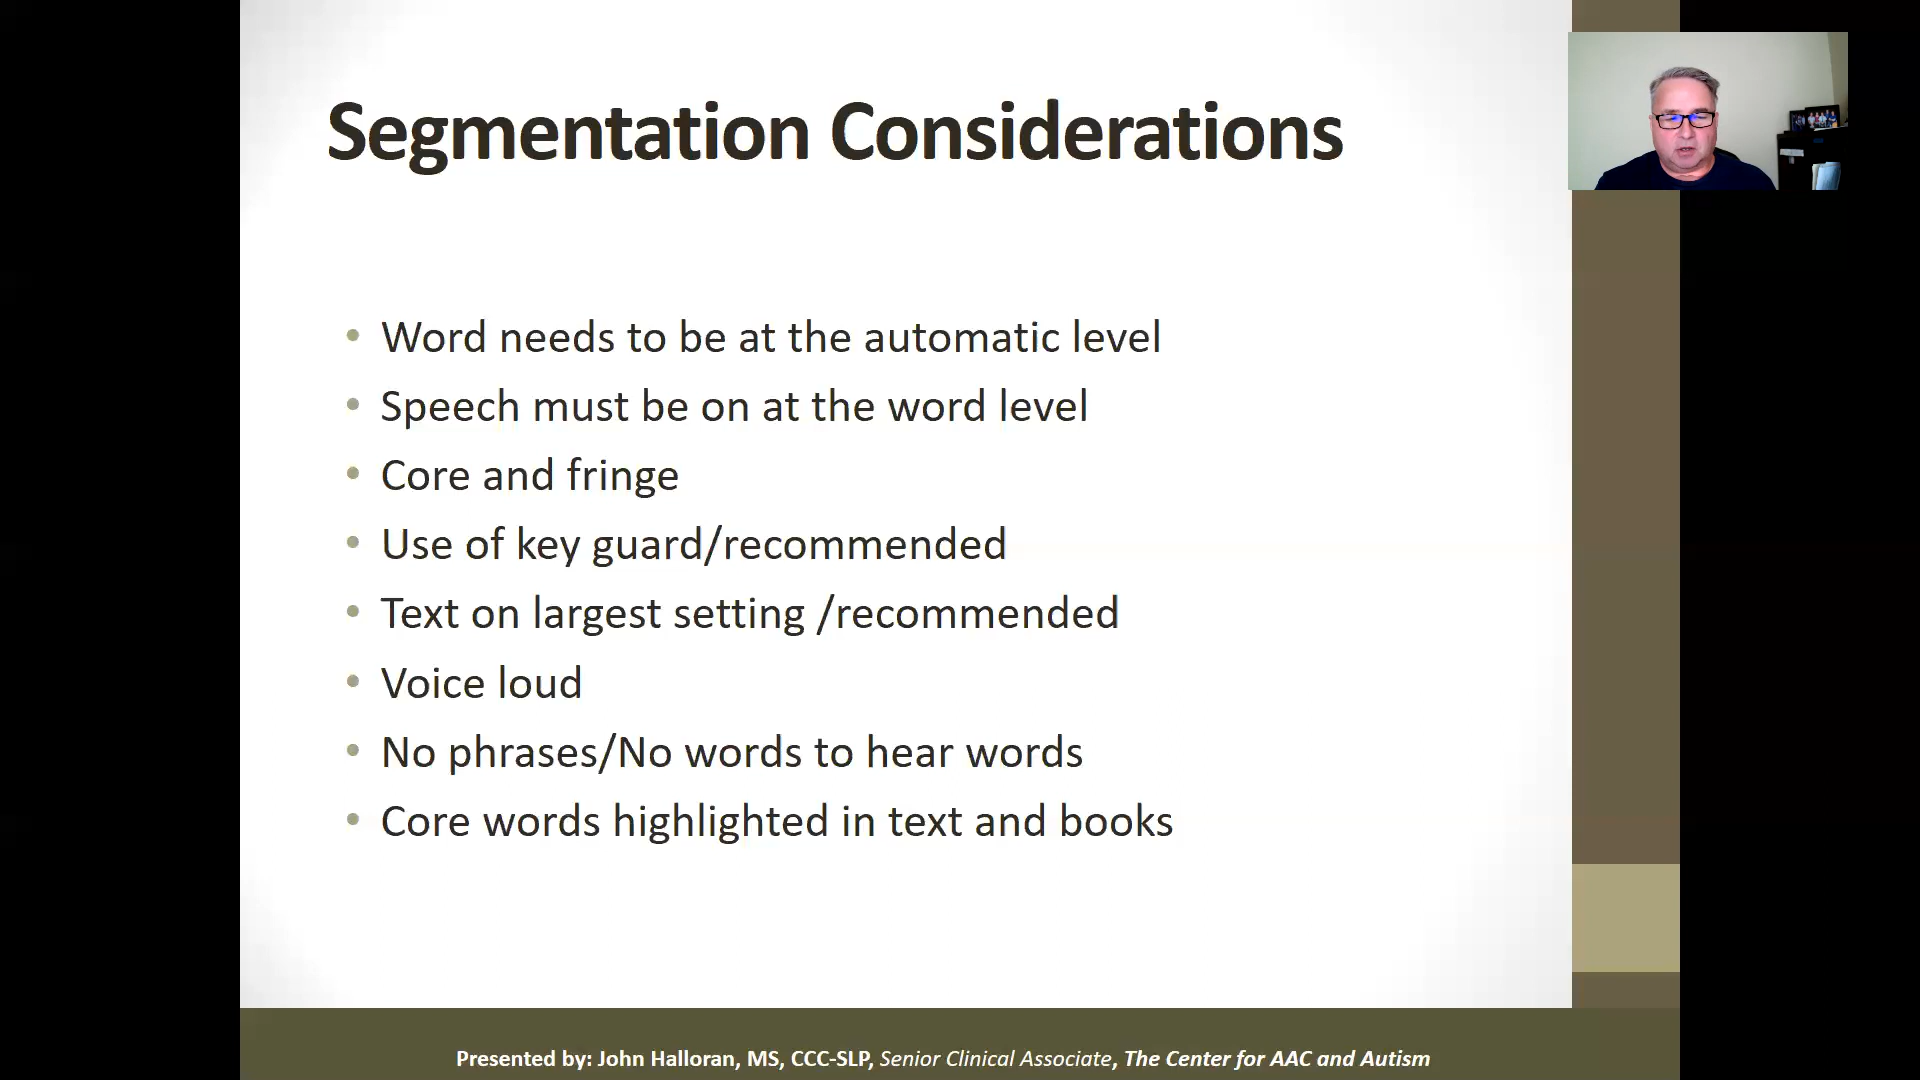 Segmentation Considerations
• Word needs to be at the automatic level
• Speech must be on at the word level
• Core and fringe
• Use of key guard/recommended
• Text on largest setting /recommended
• Voice loud
• No phrases/No words to hear words
• Core words highlighted in text and books
Presented by: John Halloran, MS, CCC-SLP, Senior Clinical Associate, The Center for AAC and Autism